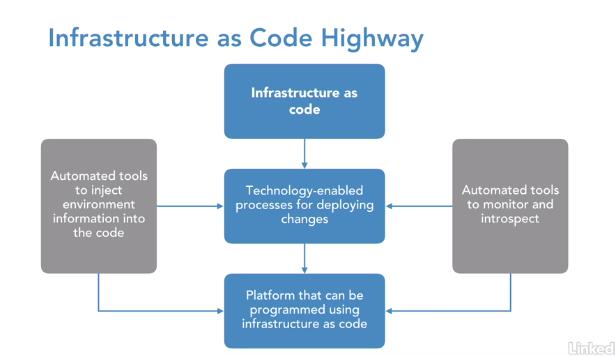 Infrastructure as Code Highway
Infrastructure as
code
Automated tools
to inject
environment
information into
the code
Technology-enabled
processes for deploying
changes
Automated tools
to monitor and
introspect
Platform that can be
programmed using
infrastructure as code
Linked